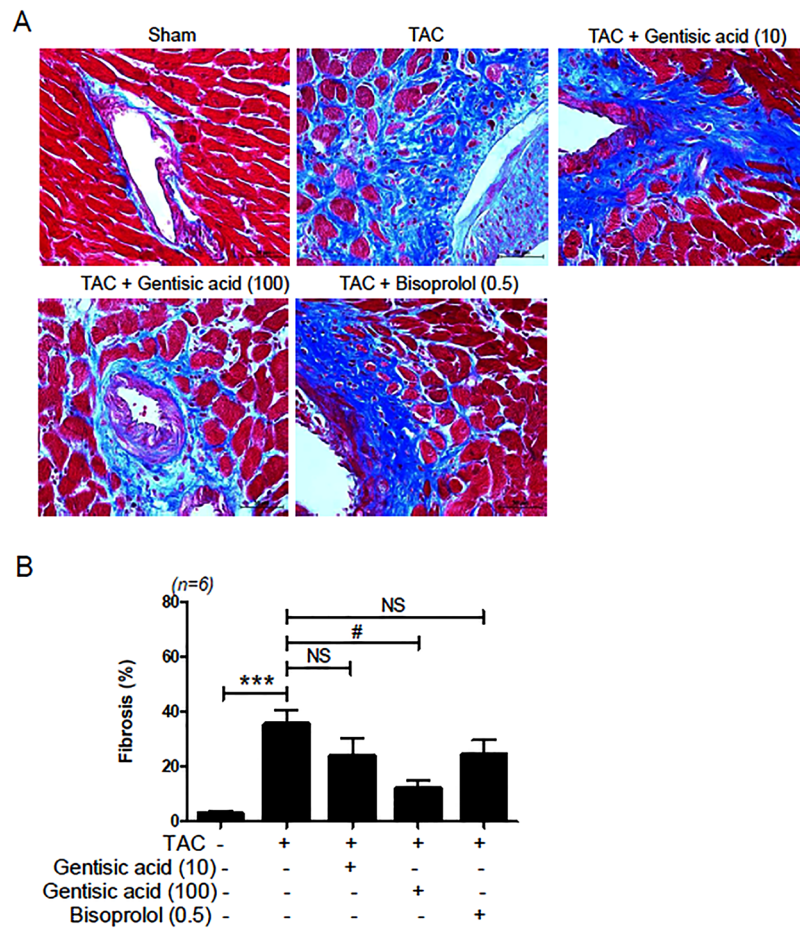 A
Sham TAC TAC + Gentisic acid (10)
TAC + Gentisic acid (100) TAC + Bisoprolol (0.5)
B
(n=6)
80
60
40
20
0
Fibrosis (%)
NS
#
NS
***
TAC - + + + +
Gentisic acid (10) - - + - -
Gentisic acid (100) - - - + -
Bisoprolol (0.5) - - - - +